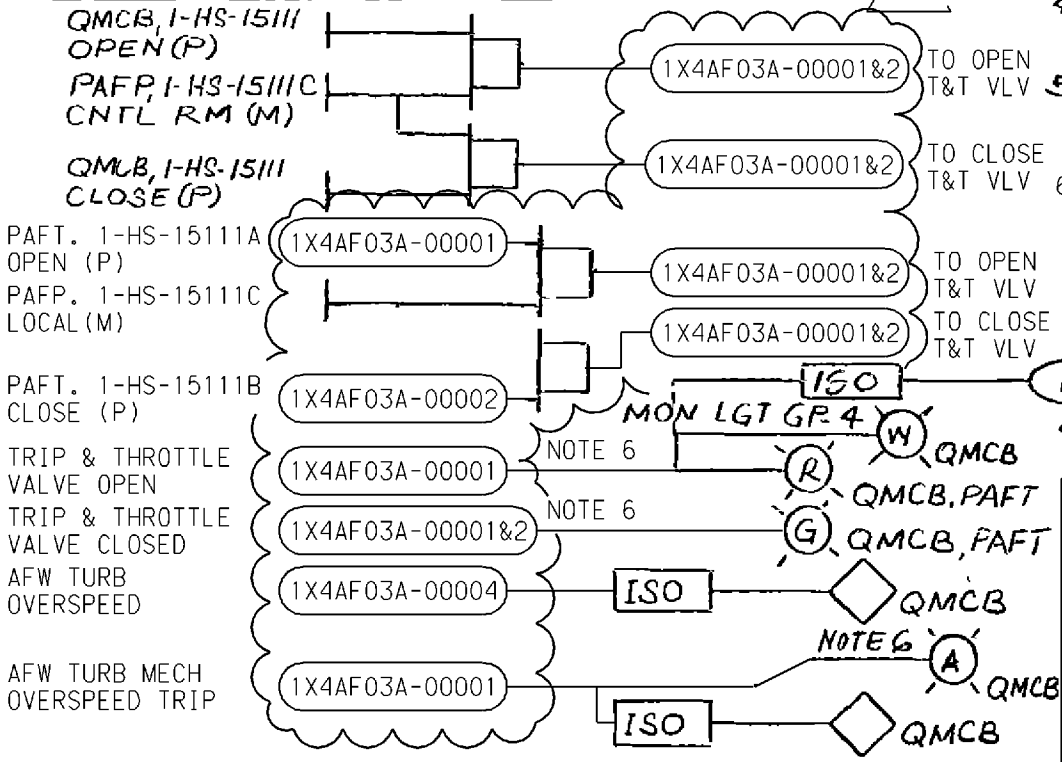 QMCB, 1-HS-15111
OPEN (P)
PAFP, 1-HS-15111C
CNTL RM (M)
QMCB, 1-HS-15111
CLOSE (P)
1X4AF03A-00001&2
TO OPEN
T&T VLV
5
1X4AF03A-00001&2
TO CLOSE
T&T VLV
6
PAFT. 1-HS-15111A
OPEN (P)
1X4AF03A-00001
PAFP. 1-HS-15111C
LOCAL(M)
1X4AF03A-00001&2
TO OPEN
T&T VLV
1X4AF03A-00001&2
TO CLOSE
T&T VLV
PAFT. 1-HS-15111B
CLOSE (P)
1X4AF03A-00002
ISO
MON LGT GP. 4
W
QMCB
TRIP & THROTTLE
VALVE OPEN
1X4AF03A-00001
NOTE 6
R
QMCB, PAFT
TRIP & THROTTLE
VALVE CLOSED
1X4AF03A-00001&2
NOTE 6
G
QMCB, PAFT
AFW TURB
OVERSPEED
1X4AF03A-00004
ISO
QMCB
AFW TURB MECH
OVERSPEED TRIP
1X4AF03A-00001
NOTE 6
A
QMCB
ISO
QMCB